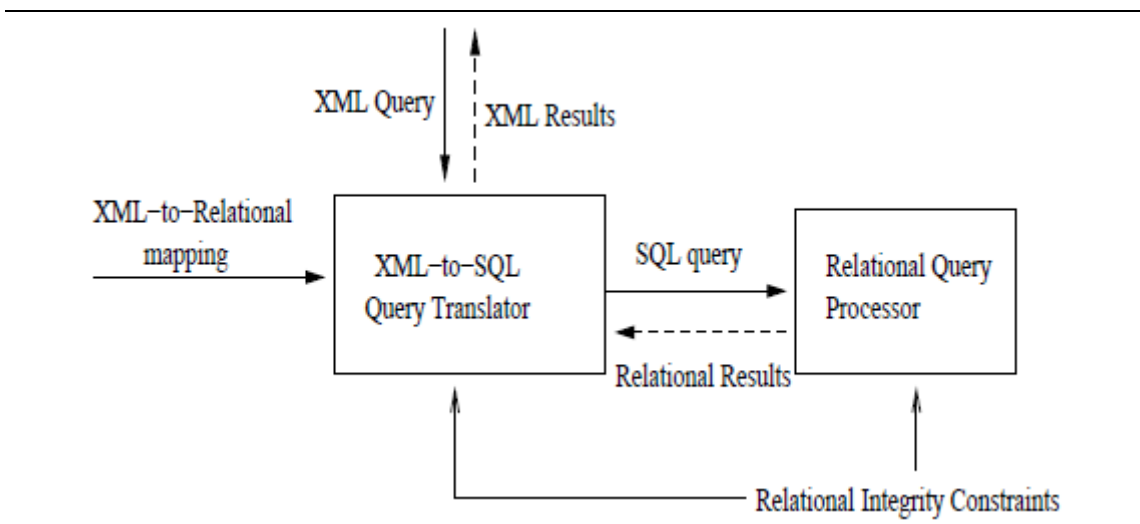 XML Query
XML Results
XML-to-Relational
mapping
XML-to-SQL
Query Translator
SQL query
Relational Query
Processor
Relational Results
Relational Integrity Constraints